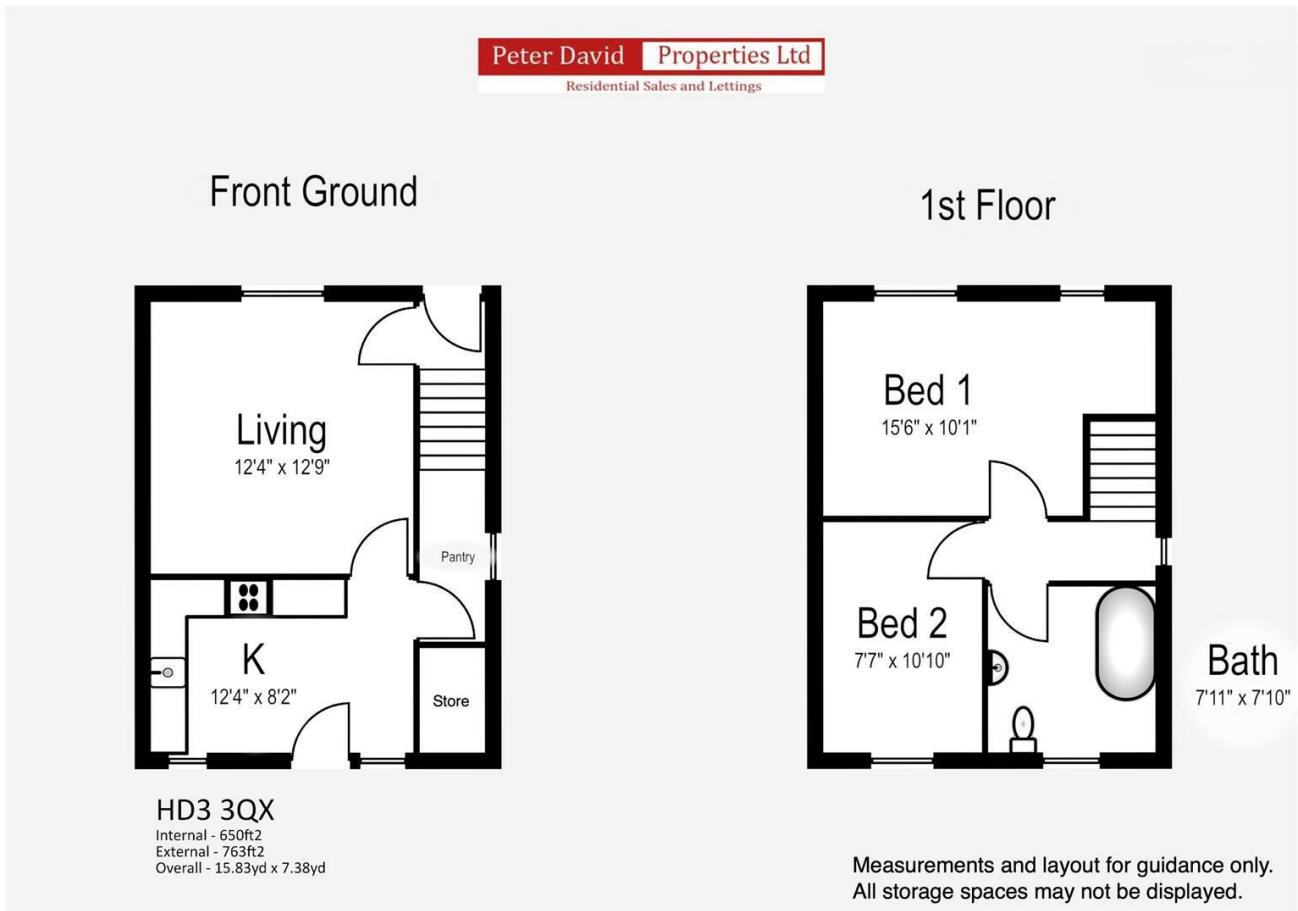 Peter David Properties Ltd
Residential Sales and Lettings
Front Ground
1st Floor
Living
12'4" x 12'9"
Pantry
K
12'4" x 8'2"
Store
Bed 1
15'6" x 10'1"
Bed 2
7'7" x 10'10"
Bath
7'11" x 7'10"
HD3 3QX
Internal - 650ft2
External - 763ft2
Overall - 15.83yd x 7.38yd
Measurements and layout for guidance only.
All storage spaces may not be displayed.